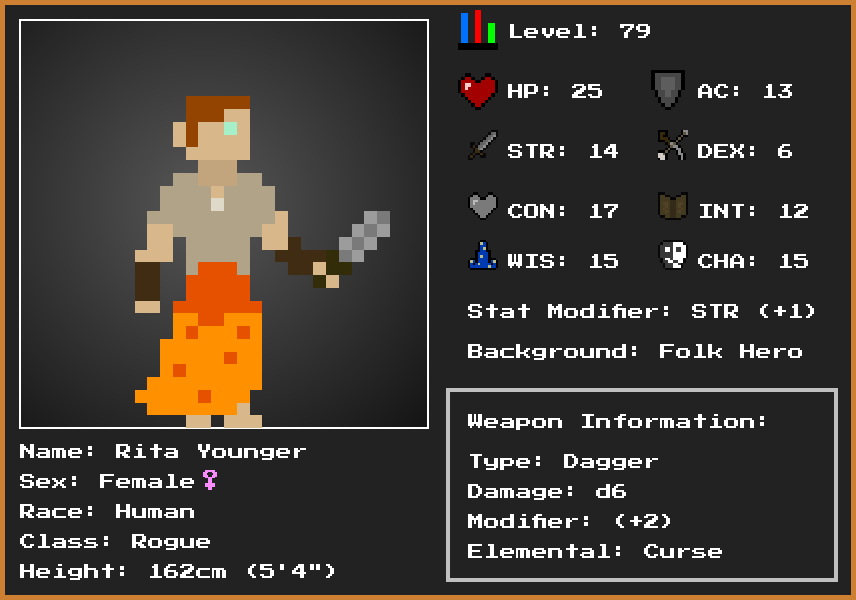 Level: 79
HP: 25 AC: 13
STR: 14 DEX: 6
CON: 17 INT: 12
WIS: 15 CHA: 15
Stat Modifier: STR (+1)
Background: Folk Hero
Weapon Information:
Type: Dagger
Damage: d6
Modifier: (+2)
Elemental: Curse
Name: Rita Younger
Sex: Female♀
Race: Human
Class: Rogue
Height: 162cm (5'4")